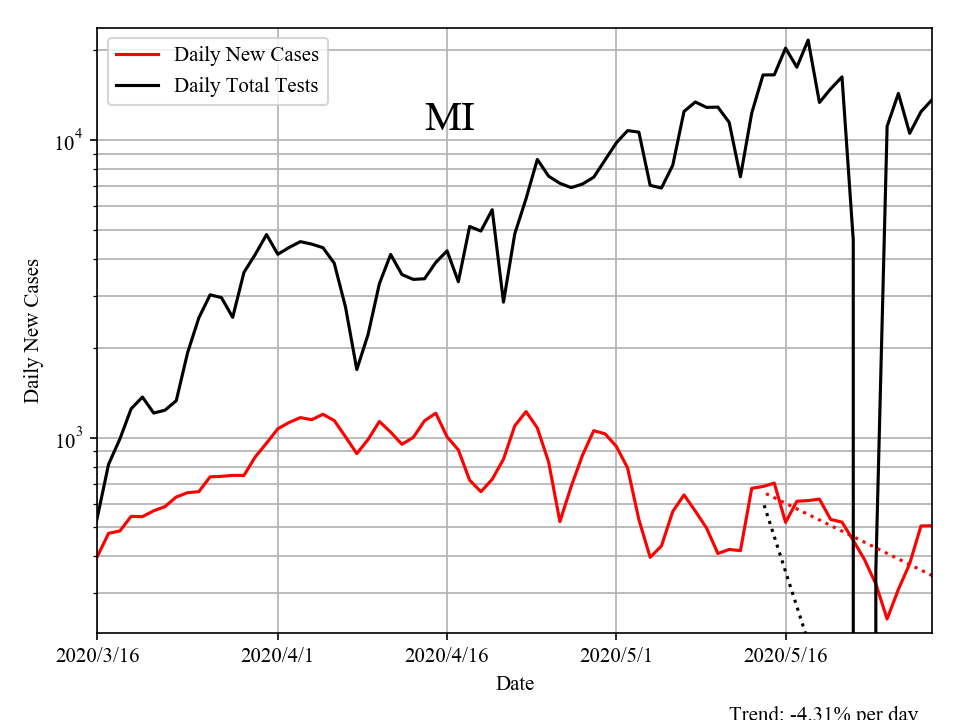 Daily New Cases
Daily Total Tests
MI
10^4
10^3
Daily New Cases
2020/3/16
2020/4/1
2020/4/16
2020/5/1
2020/5/16
Date
Trend: -4.31% per day